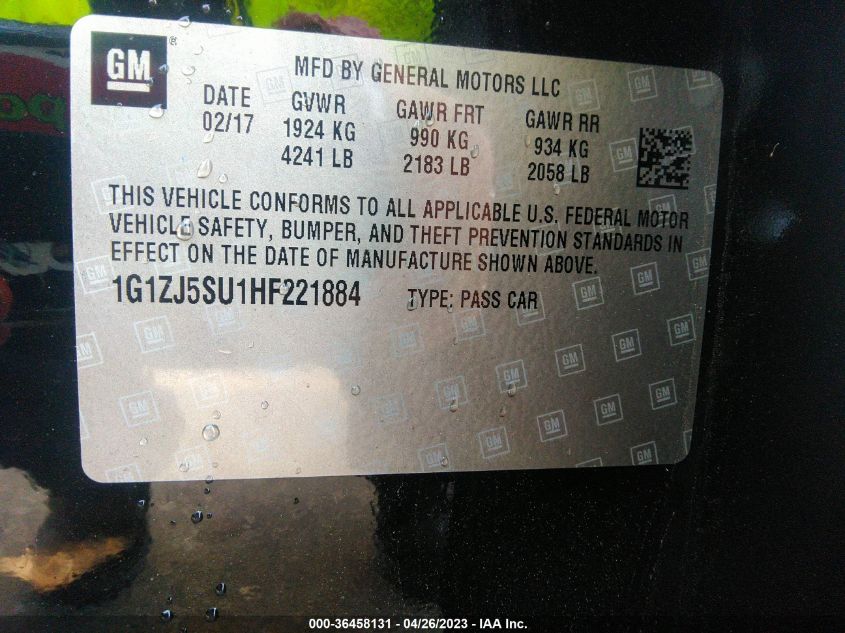 GM®
MFD BY GENERAL MOTORS LLC
DATE GVWR GAWR FRT GAWR RR
02/17 1924 KG 990 KG 934 KG
4241 LB 2183 LB 2058 LB
THIS VEHICLE CONFORMS TO ALL APPLICABLE U.S. FEDERAL MOTOR
VEHICLE SAFETY, BUMPER, AND THEFT PREVENTION STANDARDS IN
EFFECT ON THE DATE OF MANUFACTURE SHOWN ABOVE.
1G1ZJ5SU1HF221884 TYPE: PASS CAR
000-36458131 - 04/26/2023 - IAA Inc.